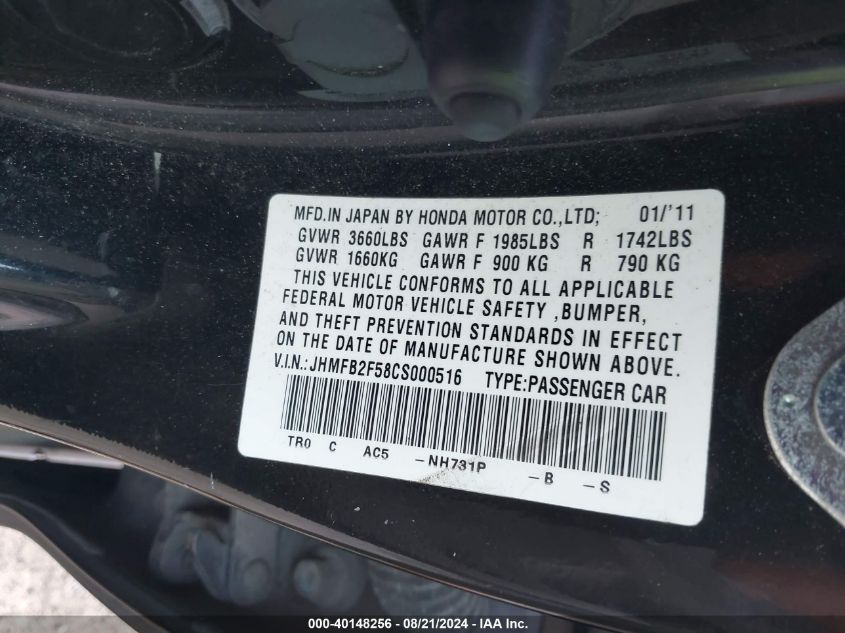 MFD.IN JAPAN BY HONDA MOTOR CO.,LTD; 01/'11
GVWR 3660LBS GAWR F 1985LBS R 1742LBS
GVWR 1660KG GAWR F 900 KG R 790 KG
THIS VEHICLE CONFORMS TO ALL APPLICABLE
FEDERAL MOTOR VEHICLE SAFETY ,BUMPER,
AND THEFT PREVENTION STANDARDS IN EFFECT
ON THE DATE OF MANUFACTURE SHOWN ABOVE.
V.I.N.:JHMFB2F58CS000516 TYPE:PASSENGER CAR
TR0 C AC5 -NH731P -B -S
000-40148256 - 08/21/2024 - IAA Inc.